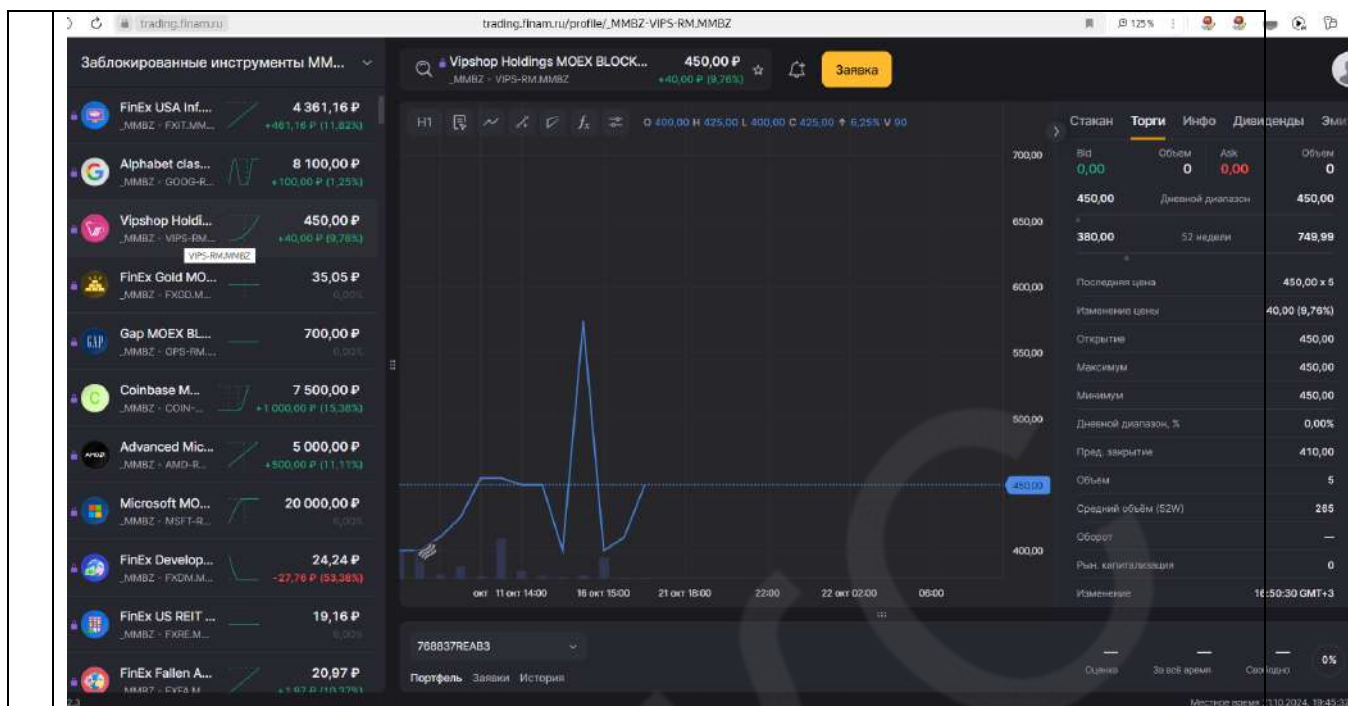 trading.finam.ru
trading.finam.ru/profile/_MMBZ-VIPS-RM.MMBZ
125 %
Заблокированные инструменты ММ...
FinEx USA Inf....
4 361,16 ₽
_MMBZ - FXIT.MM...
+461,16 ₽ (11,82%)
Alphabet clas...
8 100,00 ₽
_MMBZ - GOOG-R...
+100,00 ₽ (1,25%)
Vipshop Holdi...
450,00 ₽
_MMBZ - VIPS-RM...
+40,00 ₽ (9,76%)
VIPS-RM.MMBZ
FinEx Gold MO...
35,05 ₽
_MMBZ - FXGD.M...
0,00%
Gap MOEX BL...
700,00 ₽
_MMBZ - GPS-RM....
0,00%
Coinbase M...
7 500,00 ₽
_MMBZ - COIN-...
+1 000,00 ₽ (15,38%)
Advanced Mic...
5 000,00 ₽
_MMBZ - AMD-R...
+500,00 ₽ (11,11%)
Microsoft MO...
20 000,00 ₽
_MMBZ - MSFT-R...
0,00%
FinEx Develop...
24,24 ₽
_MMBZ - FXDM.M...
-27,76 ₽ (53,38%)
FinEx US REIT ...
19,16 ₽
_MMBZ - FXRE.M...
0,00%
FinEx Fallen A...
20,97 ₽
_MMBZ - FXFA.M...
+1,97 ₽ (10,37%)
Vipshop Holdings MOEX BLOCK...
450,00 ₽
_MMBZ - VIPS-RM.MMBZ
+40,00 ₽ (9,76%)
Заявка
H1
O 400,00 H 425,00 L 400,00 C 425,00 ↑ 6,25% V 90
700,00
650,00
600,00
550,00
500,00
450,00
400,00
окт 11 окт 14:00 16 окт 15:00 21 окт 18:00 22:00 22 окт 02:00 06:00
768837REAB3
Портфель Заявки История
Стакан Торги Инфо Дивиденды Эми
Bid Объем Ask Объем
0,00 0 0,00 0
450,00 Дневной диапазон 450,00
380,00 52 недели 749,99
Последняя цена 450,00 x 5
Изменение цены 40,00 (9,76%)
Открытие 450,00
Максимум 450,00
Минимум 450,00
Дневной диапазон, % 0,00%
Пред. закрытие 410,00
Объем 5
Средний объём (52W) 265
Оборот —
Рын. капитализация 0
Изменение 16:50:30 GMT+3
— — —
Оценка За всё время Свободно 0%
Местное время